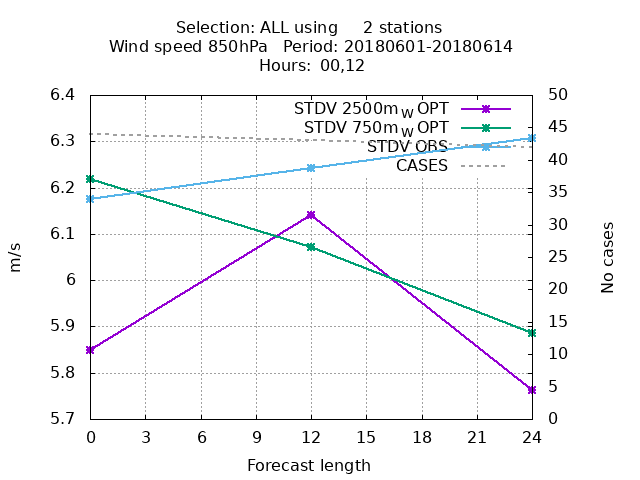 Selection: ALL using 2 stations
Wind speed 850hPa Period: 20180601-20180614
Hours: 00,12
6.4
6.3
6.2
6.1
6
5.9
5.8
5.7
m/s
STDV 2500m W OPT
STDV 750m W OPT
STDV OBS
CASES
50
45
40
35
30
25
20
15
10
5
0
No cases
0 3 6 9 12 15 18 21 24
Forecast length